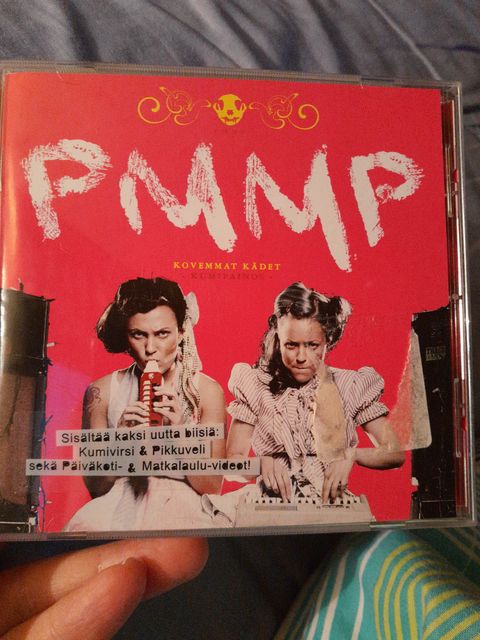 PMMP
KOVEMMAT KÄDET
- KUMIPAINOS -
Sisältää kaksi uutta biisiä:
Kumivirsi & Pikkuveli
sekä Päiväkoti- & Matkalaulu-videot!